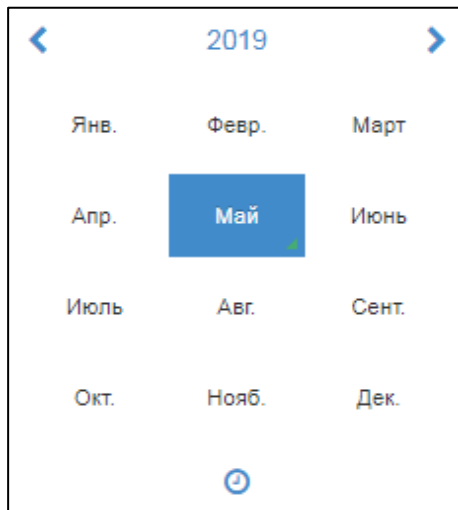 2019
Янв. Февр. Март
Апр. Май Июнь
Июль Авг. Сент.
Окт. Нояб. Дек.